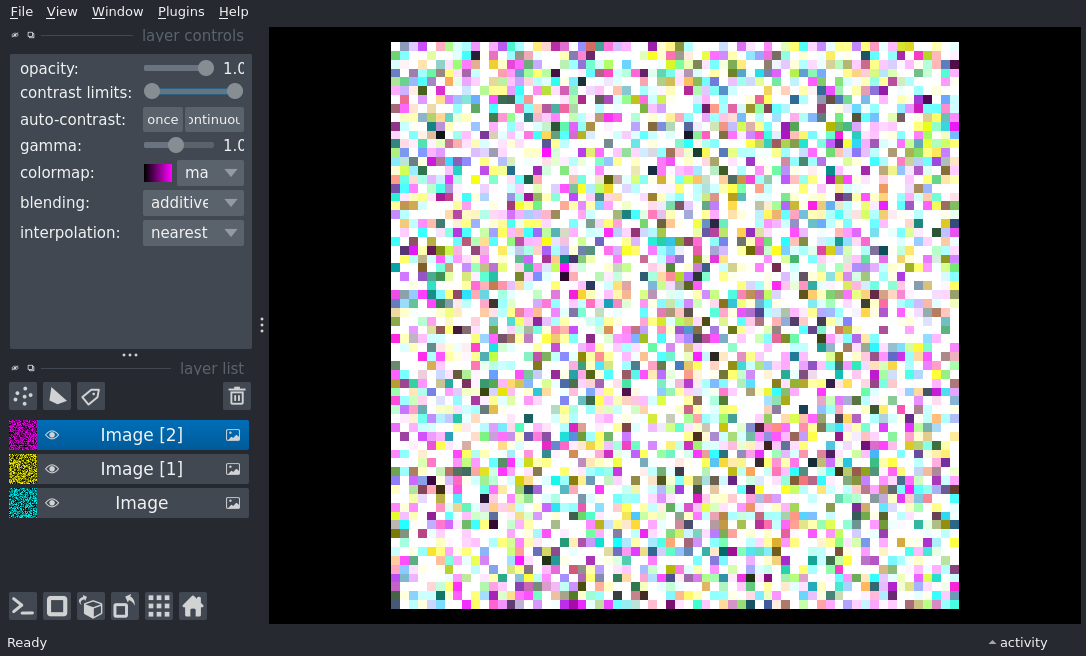 File View Window Plugins Help
layer controls
opacity: 1.0
contrast limits:
auto-contrast: once ontinuou
gamma: 1.0
colormap: ma
blending: additive
interpolation: nearest
layer list
Image [2]
Image [1]
Image
Ready
activity